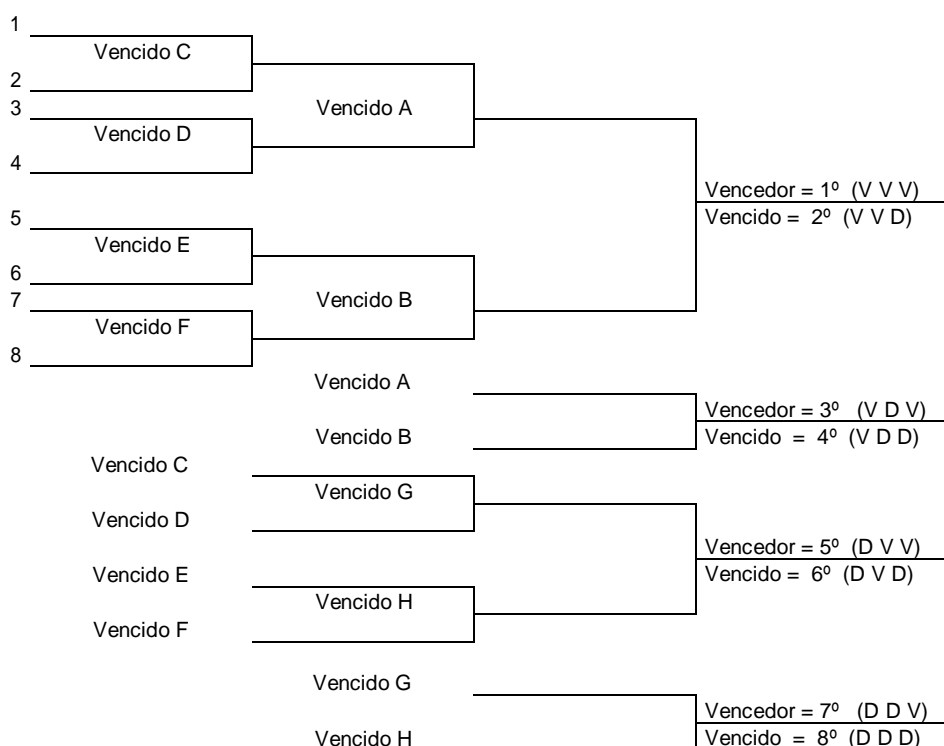 1
Vencido C
2
3
Vencido A
Vencido D
4
Vencedor = 1º (V V V)
Vencido = 2º (V V D)
5
Vencido E
6
7
Vencido B
Vencido F
8
Vencido A
Vencedor = 3º (V D V)
Vencido B
Vencido = 4º (V D D)
Vencido C
Vencido G
Vencido D
Vencedor = 5º (D V V)
Vencido E
Vencido = 6º (D V D)
Vencido H
Vencido F
Vencido G
Vencedor = 7º (D D V)
Vencido H
Vencido = 8º (D D D)